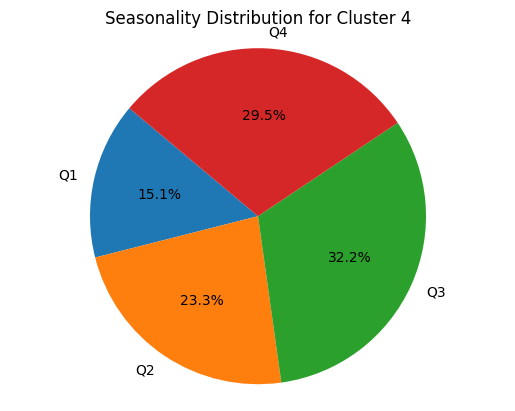 Seasonality Distribution for Cluster 4
Q4
29.5%
Q1
15.1%
32.2%
Q3
23.3%
Q2